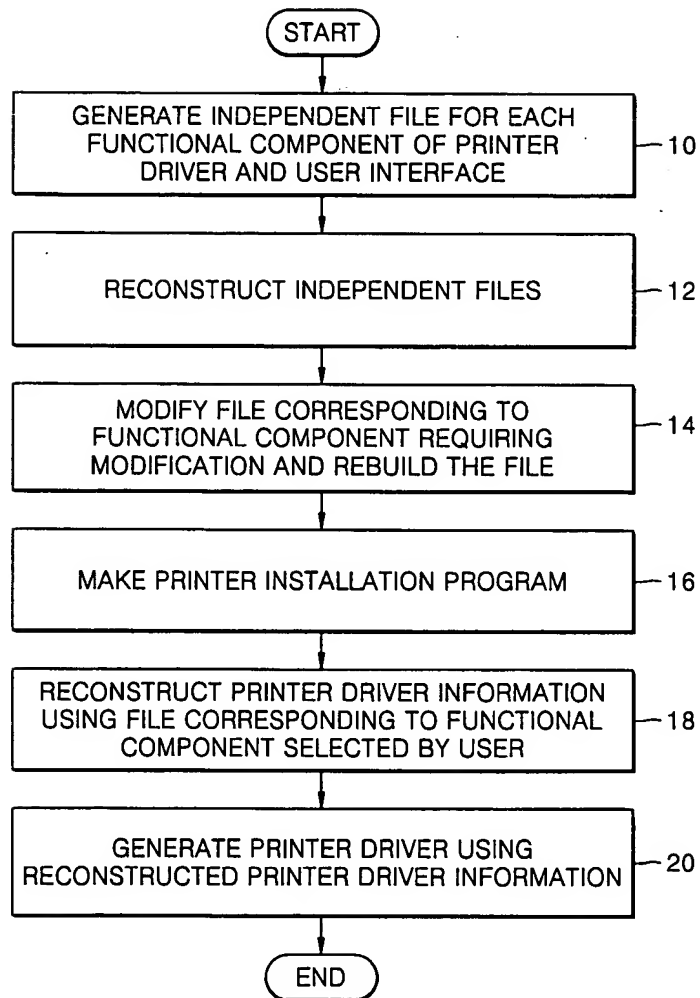 START
GENERATE INDEPENDENT FILE FOR EACH
FUNCTIONAL COMPONENT OF PRINTER
DRIVER AND USER INTERFACE
10
RECONSTRUCT INDEPENDENT FILES
12
MODIFY FILE CORRESPONDING TO
FUNCTIONAL COMPONENT REQUIRING
MODIFICATION AND REBUILD THE FILE
14
MAKE PRINTER INSTALLATION PROGRAM
16
RECONSTRUCT PRINTER DRIVER INFORMATION
USING FILE CORRESPONDING TO FUNCTIONAL
COMPONENT SELECTED BY USER
18
GENERATE PRINTER DRIVER USING
RECONSTRUCTED PRINTER DRIVER INFORMATION
20
END